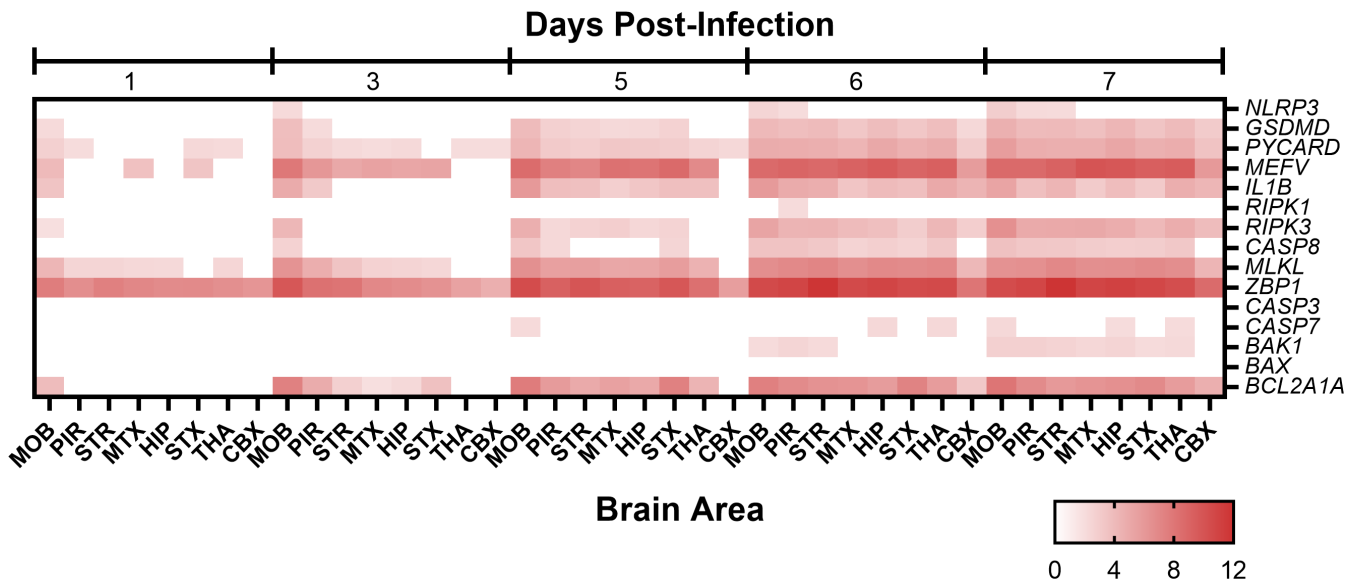 Days Post-Infection
1 3 5 6 7
NLRP3
GSDMD
PYCARD
MEFV
IL1B
RIPK1
RIPK3
CASP8
MLKL
ZBP1
CASP3
CASP7
BAK1
BAX
BCL2A1A
MOB PIR STR MTX HIP STX THA CBX MOB PIR STR MTX HIP STX THA CBX MOB PIR STR MTX HIP STX THA CBX MOB PIR STR MTX HIP STX THA CBX MOB PIR STR MTX HIP STX THA CBX
Brain Area
0 4 8 12